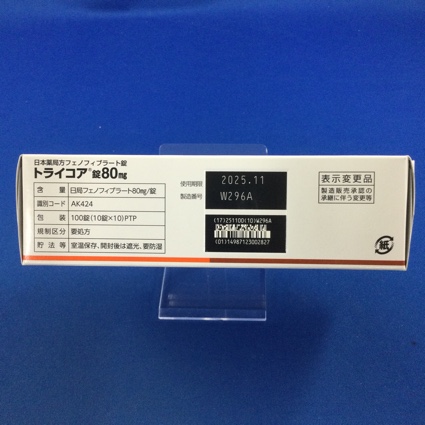 日本薬局方フェノフィブラート錠
トライコア®錠80mg
含量 日局フェノフィブラート80mg/錠
識別コード AK424
包装 100錠(10錠×10)PTP
規制区分 要処方
貯法等 室温保存、開封後は遮光、要防湿
使用期限 2025.11
製造番号 W296A
(17)251100(10)W296A
(01)14987123002827
表示変更品
製造販売承認の
承継に伴う変更等
紙